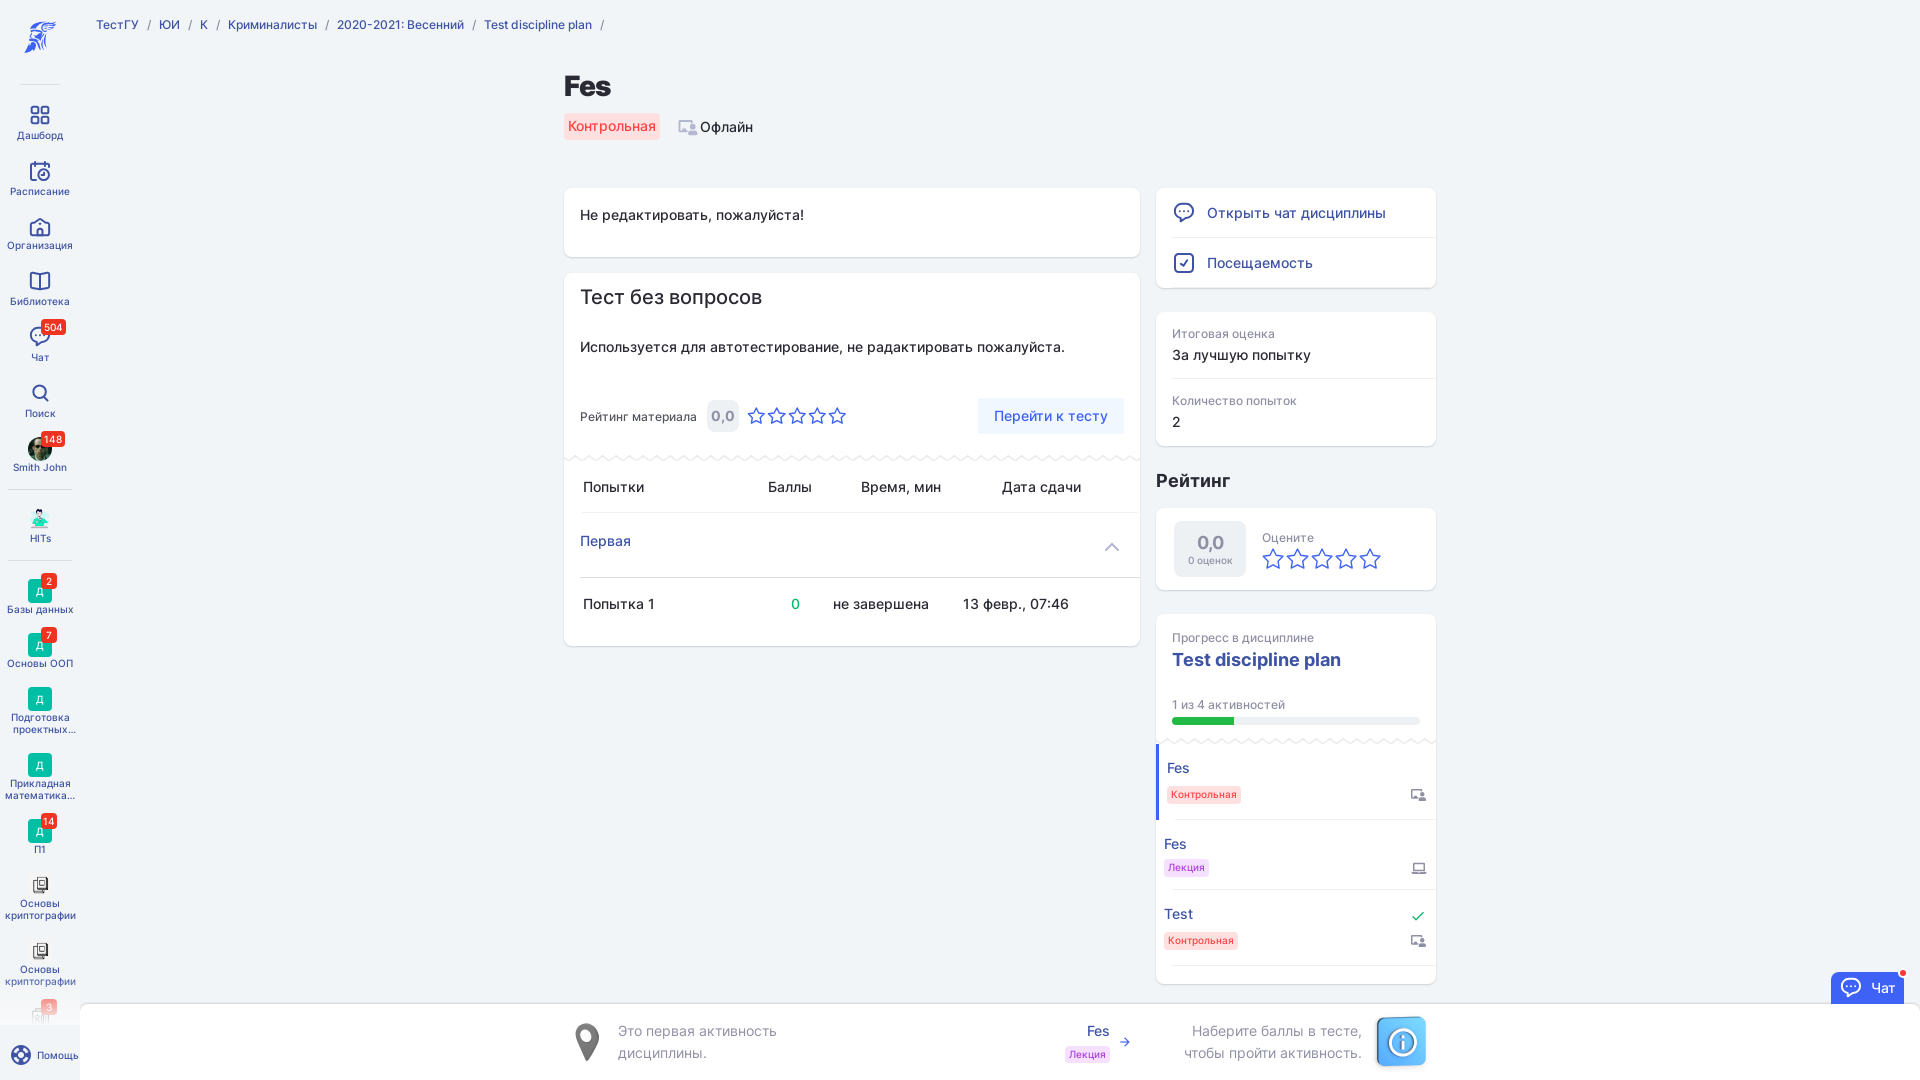 ТестГУ / ЮИ / К / Криминалисты / 2020-2021: Весенний / Test discipline plan /
Дашборд
Расписание
Организация
Библиотека
504
Чат
Поиск
148
Smith John
HITs
2
Д
Базы данных
7
Д
Основы ООП
Д
Подготовка
проектных...
Д
Прикладная
математика...
14
Д
П1
Основы
криптографии
Основы
криптографии
3
Помощь
Fes
Контрольная
Офлайн
Не редактировать, пожалуйста!
Тест без вопросов
Используется для автотестирование, не радактировать пожалуйста.
Рейтинг материала 0,0
Перейти к тесту
Попытки Баллы Время, мин Дата сдачи
Первая
Попытка 1 0 не завершена 13 февр., 07:46
Открыть чат дисциплины
Посещаемость
Итоговая оценка
За лучшую попытку
Количество попыток
2
Рейтинг
0,0
0 оценок
Оцените
Прогресс в дисциплине
Test discipline plan
1 из 4 активностей
Fes
Контрольная
Fes
Лекция
Test
Контрольная
Чат
Это первая активность
дисциплины.
Fes
Лекция
Наберите баллы в тесте,
чтобы пройти активность.